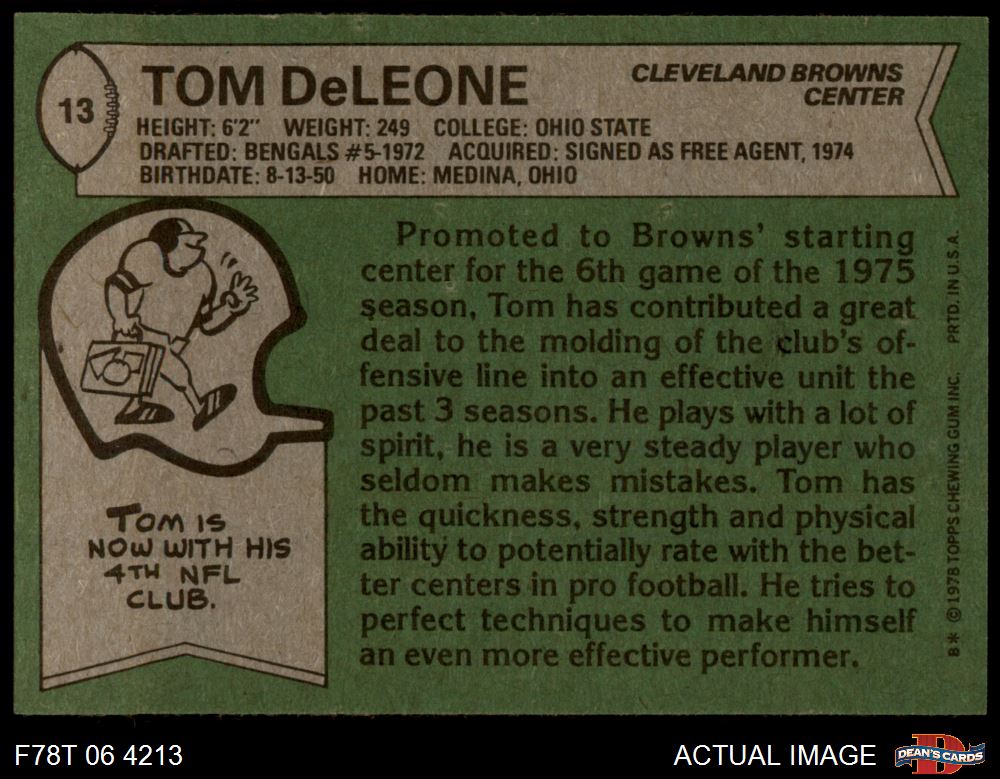 13
TOM DeLEONE
CLEVELAND BROWNS
CENTER
HEIGHT: 6'2" WEIGHT: 249 COLLEGE: OHIO STATE
DRAFTED: BENGALS #5-1972 ACQUIRED: SIGNED AS FREE AGENT, 1974
BIRTHDATE: 8-13-50 HOME: MEDINA, OHIO
TOM IS
NOW WITH HIS
4TH NFL
CLUB.
Promoted to Browns' starting
center for the 6th game of the 1975
season, Tom has contributed a great
deal to the molding of the club's of-
fensive line into an effective unit the
past 3 seasons. He plays with a lot of
spirit, he is a very steady player who
seldom makes mistakes. Tom has
the quickness, strength and physical
ability to potentially rate with the bet-
ter centers in pro football. He tries to
perfect techniques to make himself
an even more effective performer.
8* © 1978 TOPPS CHEWING GUM INC. PRTD. IN U.S.A.
F78T 06 4213
ACTUAL IMAGE
D
DEAN'S CARDS